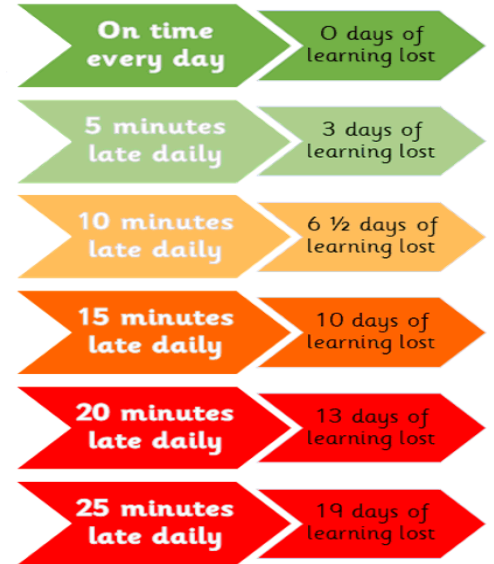 On time
every day
0 days of
learning lost
5 minutes
late daily
3 days of
learning lost
10 minutes
late daily
6 ½ days of
learning lost
15 minutes
late daily
10 days of
learning lost
20 minutes
late daily
13 days of
learning lost
25 minutes
late daily
19 days of
learning lost